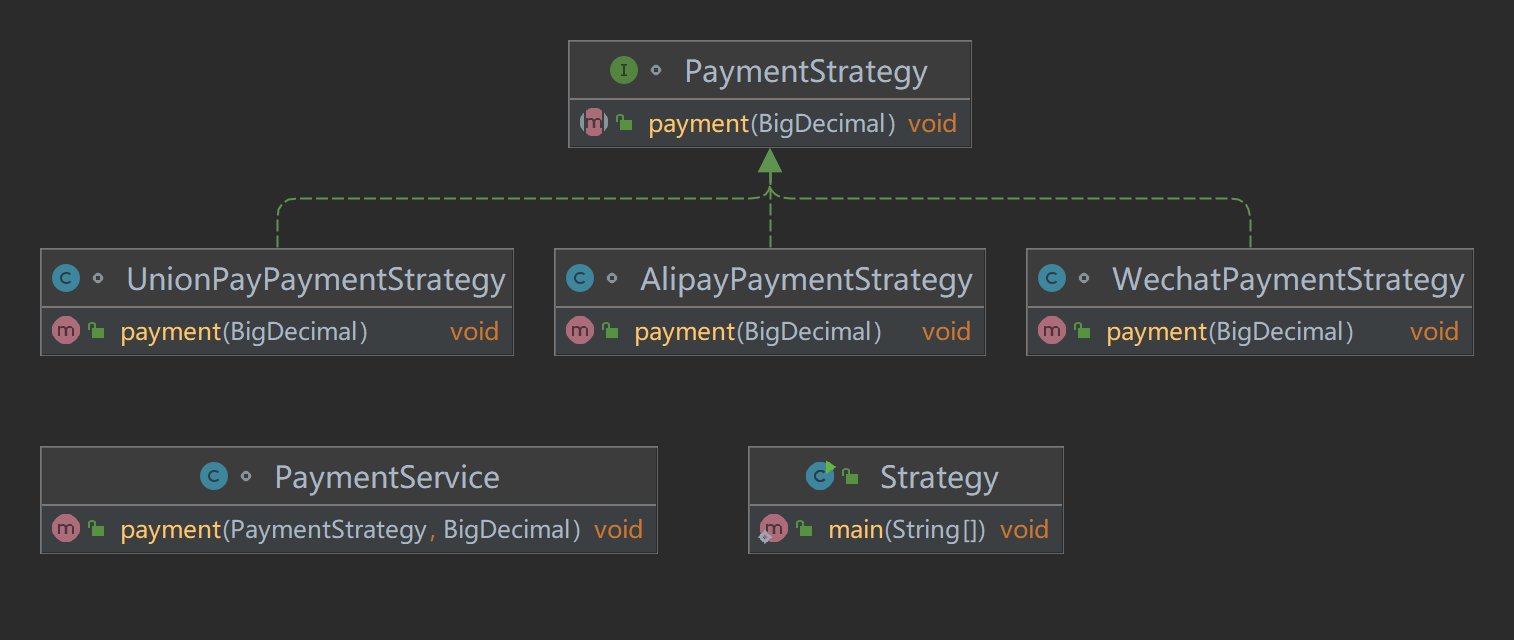 I PaymentStrategy
m payment(BigDecimal) void
C UnionPayPaymentStrategy
m payment(BigDecimal) void
C AlipayPaymentStrategy
m payment(BigDecimal) void
C WechatPaymentStrategy
m payment(BigDecimal) void
C PaymentService
m payment(PaymentStrategy, BigDecimal) void
C Strategy
m main(String[]) void